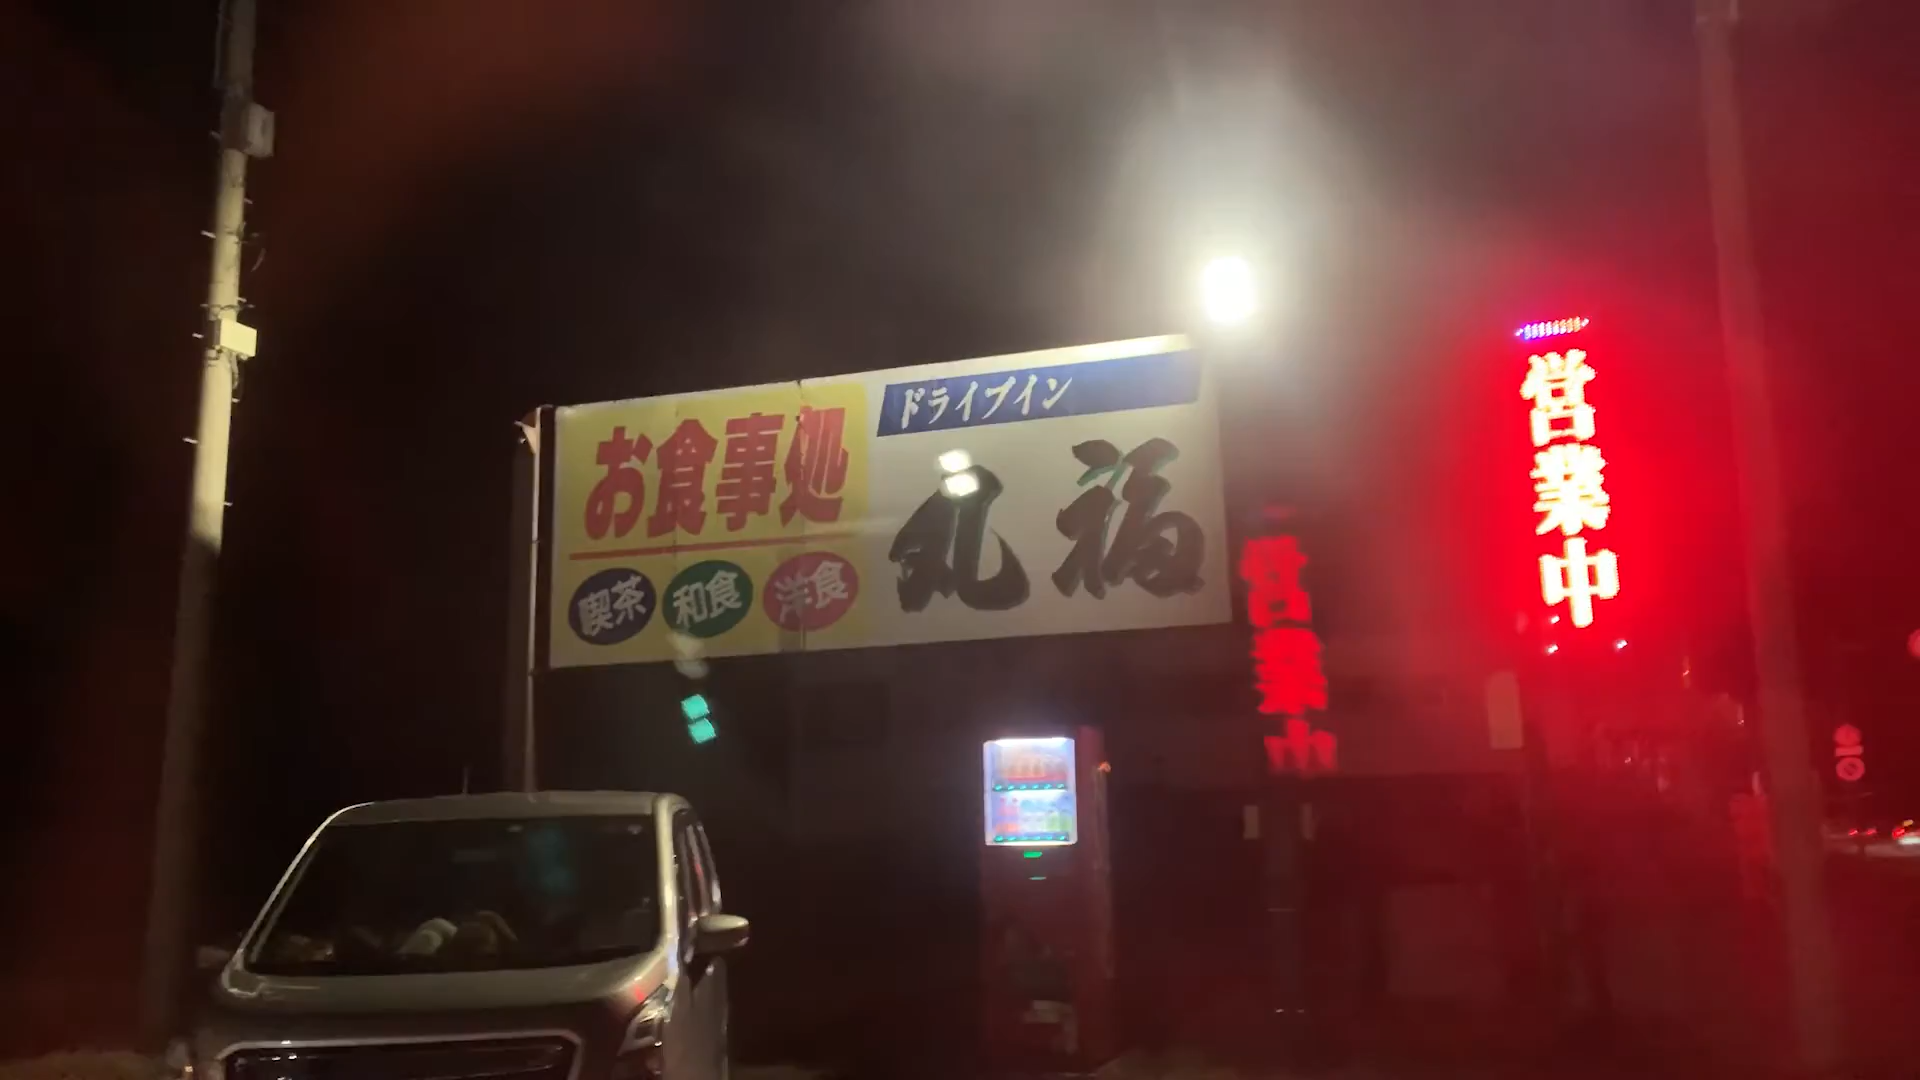 お食事処
喫茶
和食
洋食
ドライブイン
丸福
営業中
営業中